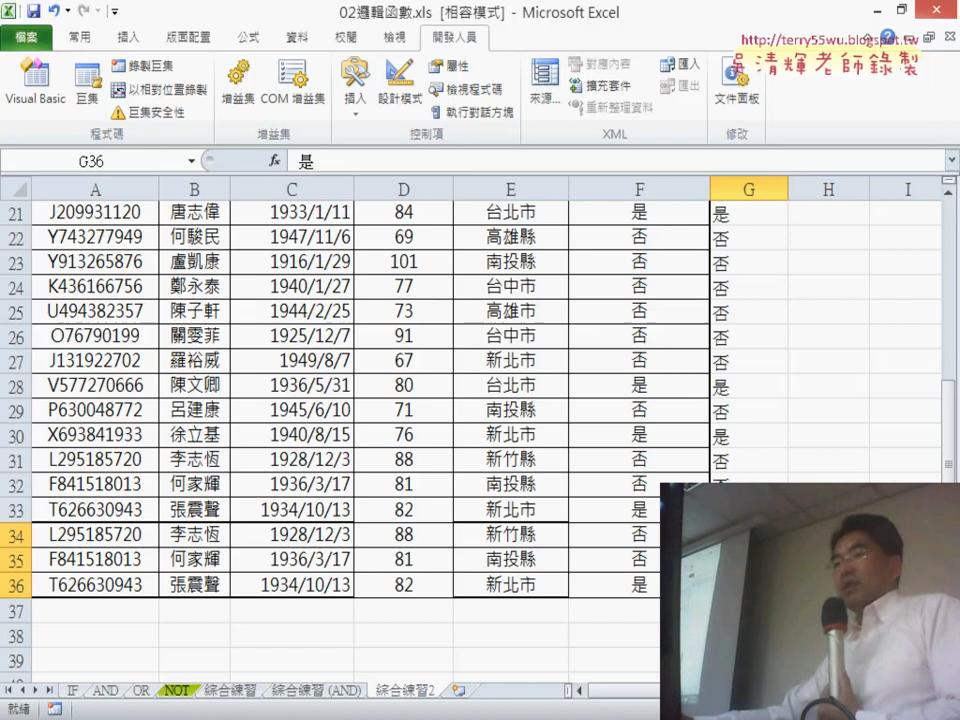 02邏輯函數.xls [相容模式] - Microsoft Excel
檔案 常用 插入 版面配置 公式 資料 校閱 檢視 開發人員
http://terry55wu.blogspot.tw
吳清輝老師錄製
Visual Basic 巨集 錄製巨集 以相對位置錄製 巨集安全性 增益集 COM 增益集 插入 設計模式 屬性 檢視程式碼 執行對話方塊 來源... 對應內容 擴充套件 重新整理資料 匯入 匯出 文件面板
程式碼 增益集 控制項 XML 修改
G36 fx 是
A B C D E F G H I
21 J209931120 唐志偉 1933/1/11 84 台北市 是 是
22 Y743277949 何駿民 1947/11/6 69 高雄縣 否 否
23 Y913265876 盧凱康 1916/1/29 101 南投縣 否 否
24 K436166756 鄭永泰 1940/1/27 77 台中市 否 否
25 U494382357 陳子軒 1944/2/25 73 高雄市 否 否
26 O76790199 關雯菲 1925/12/7 91 台中市 否 否
27 J131922702 羅裕威 1949/8/7 67 新北市 否 否
28 V577270666 陳文卿 1936/5/31 80 台北市 是 是
29 P630048772 呂建康 1945/6/10 71 南投縣 否 否
30 X693841933 徐立基 1940/8/15 76 新北市 是 是
31 L295185720 李志恆 1928/12/3 88 新竹縣 否 否
32 F841518013 何家輝 1936/3/17 81 南投縣 否
33 T626630943 張震聲 1934/10/13 82 新北市 是
34 L295185720 李志恆 1928/12/3 88 新竹縣 否
35 F841518013 何家輝 1936/3/17 81 南投縣 否
36 T626630943 張震聲 1934/10/13 82 新北市 是
37
38
39
IF AND OR NOT 綜合練習 綜合練習 (AND) 綜合練習2
就緒